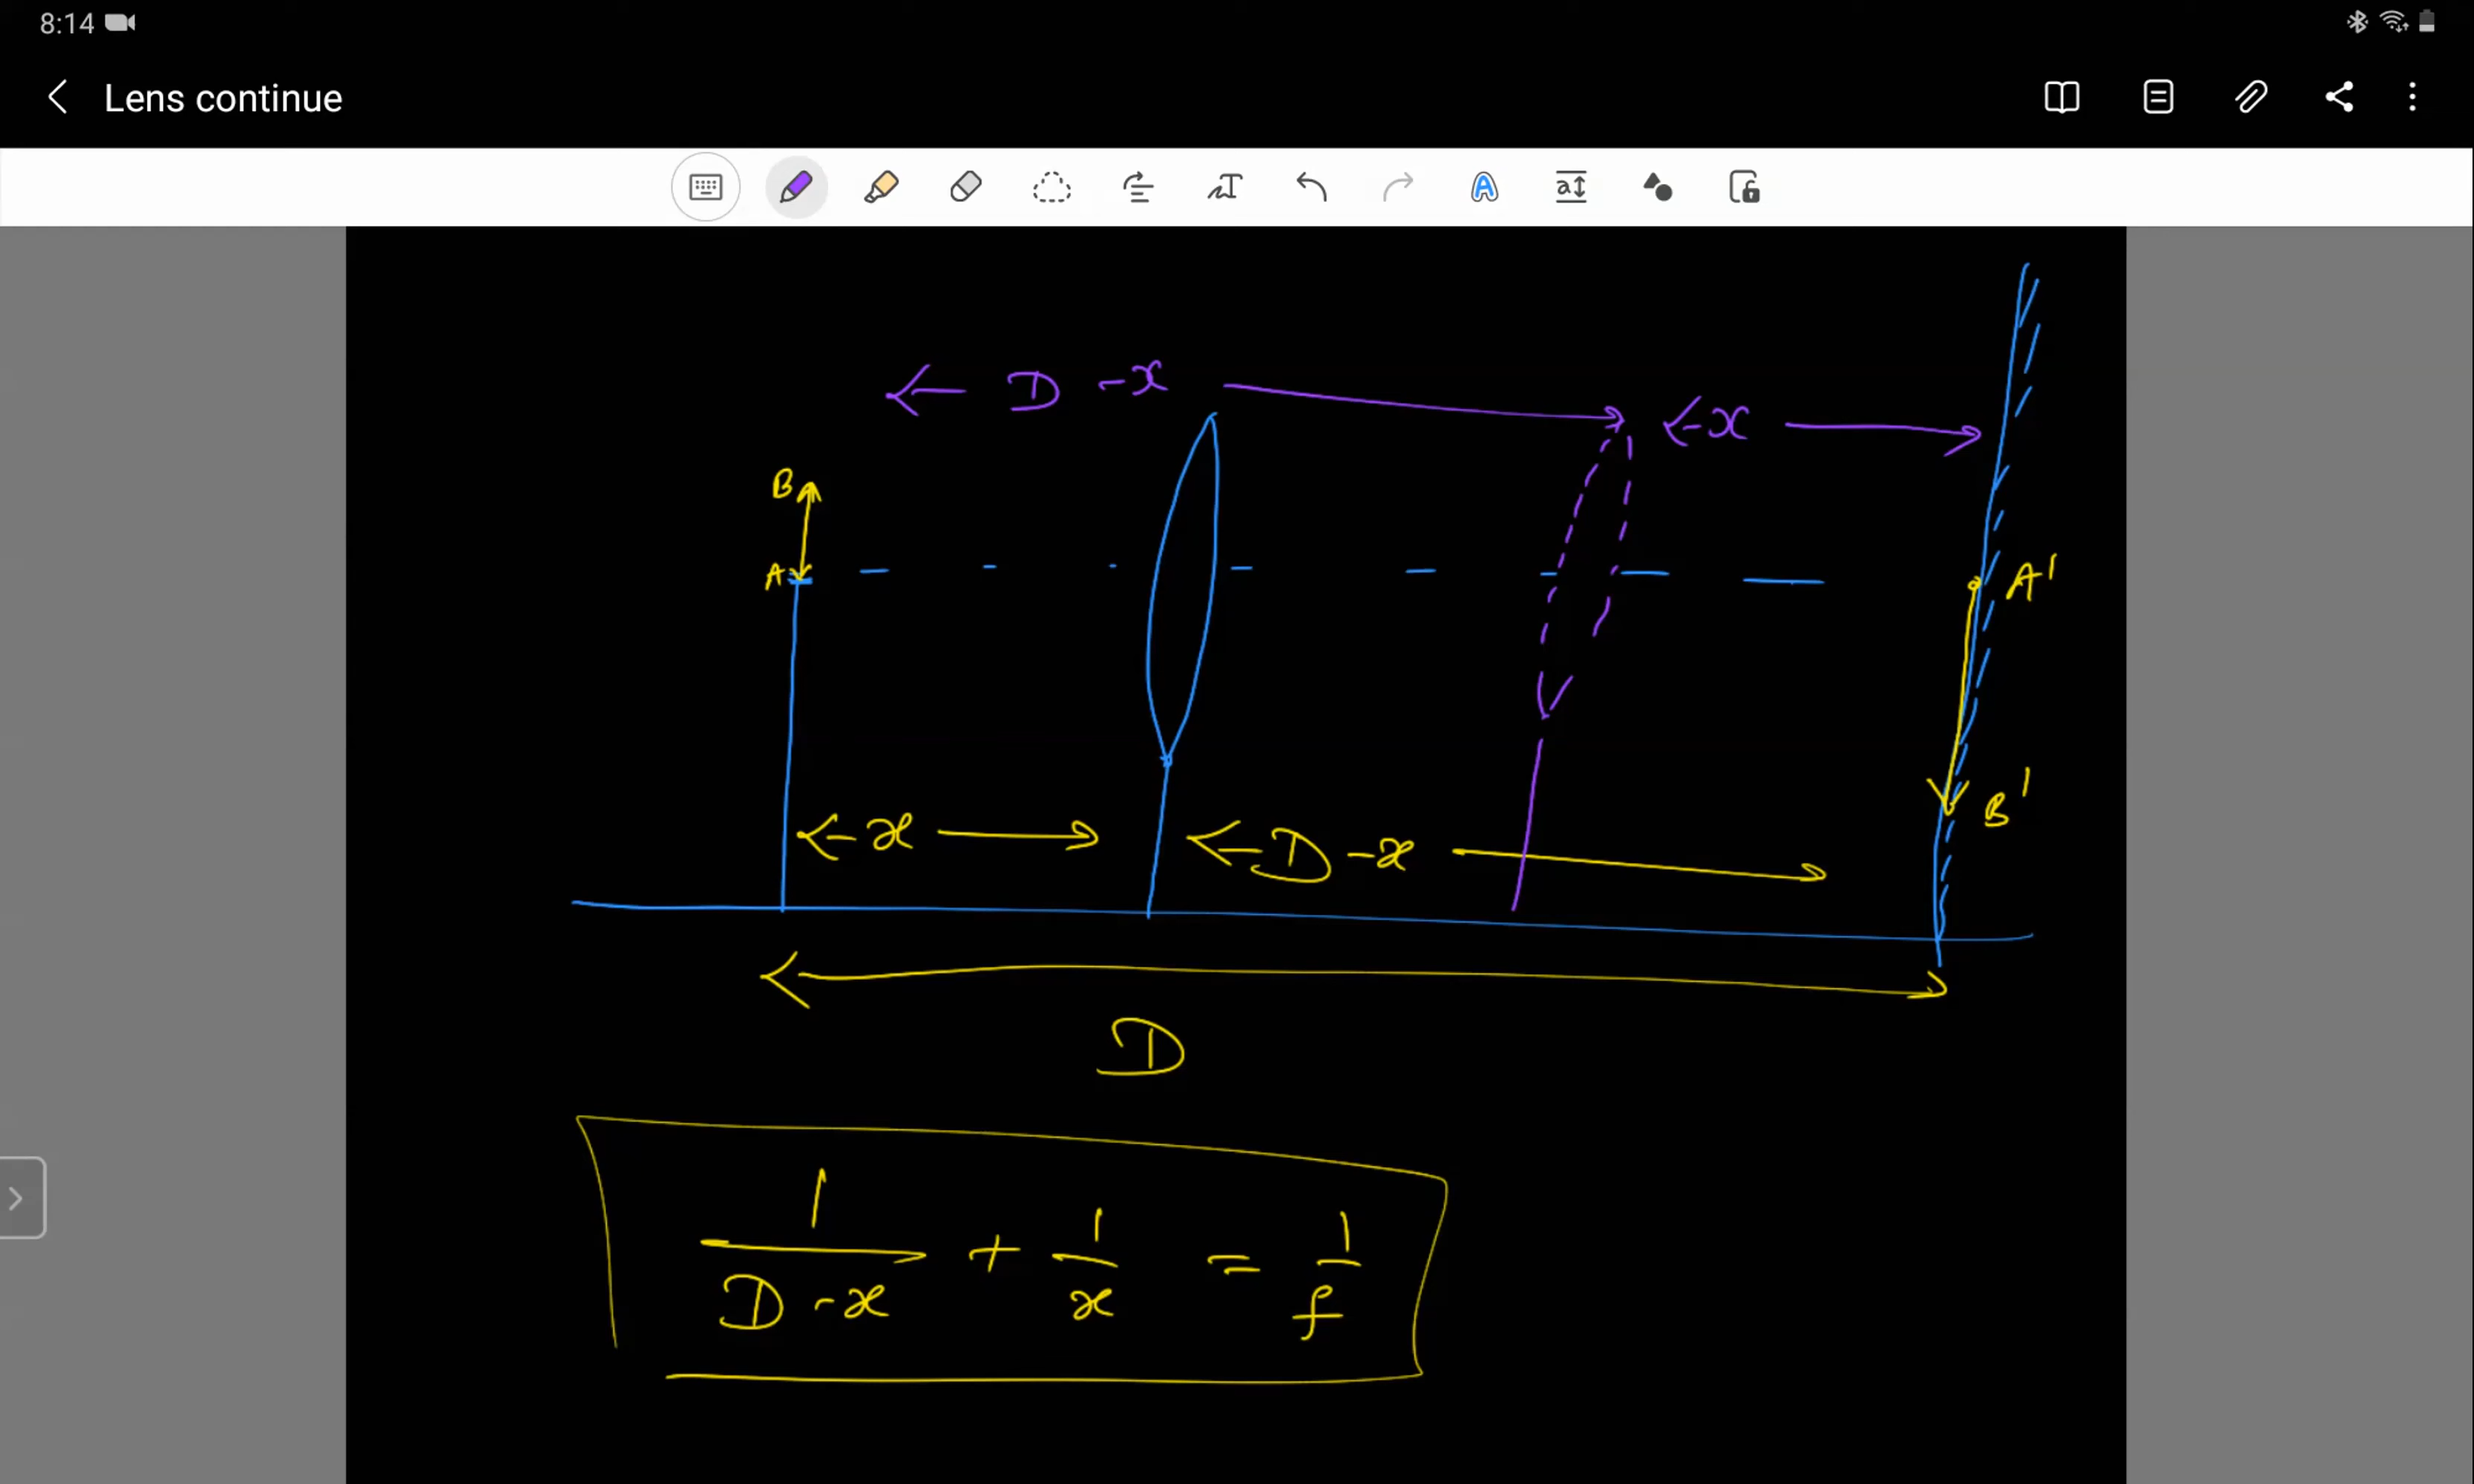 8:14
Lens continue
← D - x → ← x →
B
A
A'
B'
← x → ← D - x →
D
1/(D - x) + 1/x = 1/f